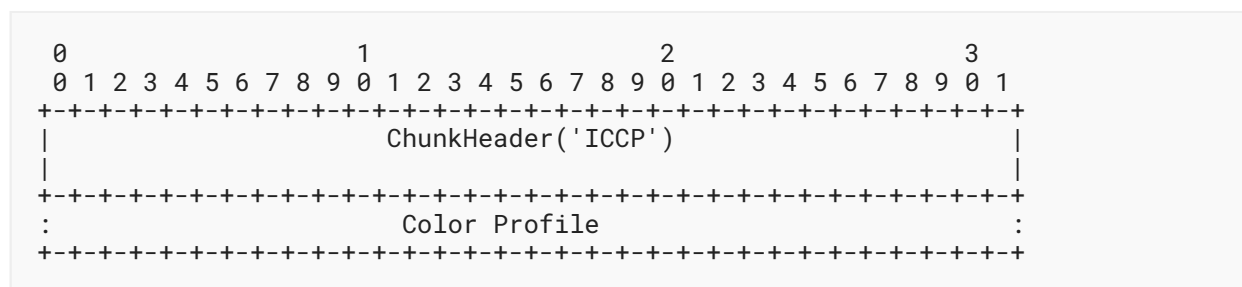 0                   1                   2                   3
 0 1 2 3 4 5 6 7 8 9 0 1 2 3 4 5 6 7 8 9 0 1 2 3 4 5 6 7 8 9 0 1
+-+-+-+-+-+-+-+-+-+-+-+-+-+-+-+-+-+-+-+-+-+-+-+-+-+-+-+-+-+-+-+-+
|                      ChunkHeader('ICCP')                      |
|                                                               |
+-+-+-+-+-+-+-+-+-+-+-+-+-+-+-+-+-+-+-+-+-+-+-+-+-+-+-+-+-+-+-+-+
:                       Color Profile                           :
+-+-+-+-+-+-+-+-+-+-+-+-+-+-+-+-+-+-+-+-+-+-+-+-+-+-+-+-+-+-+-+-+